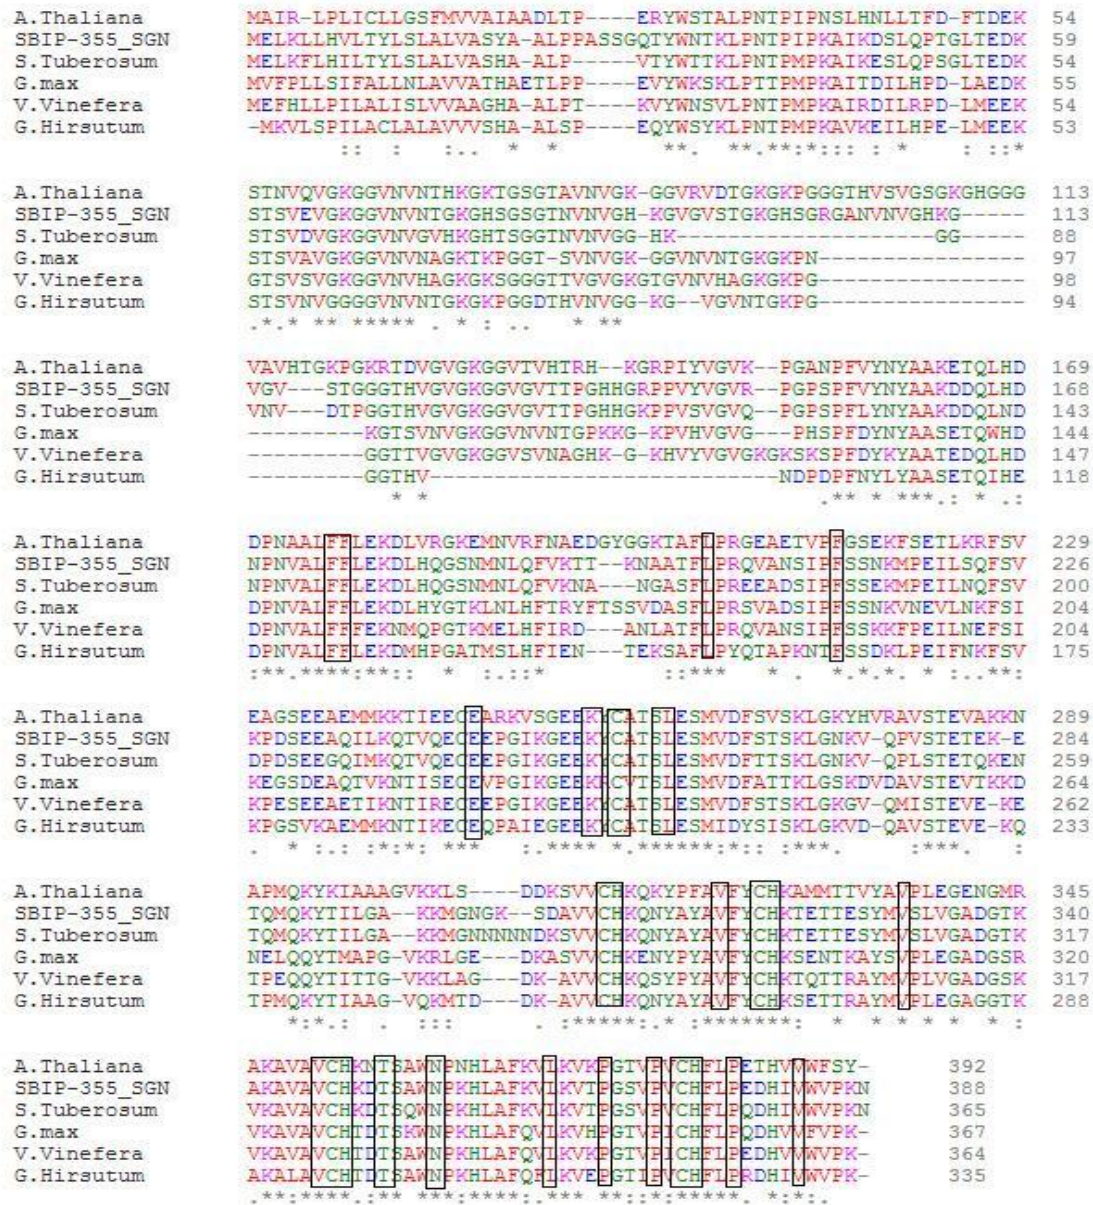 A.Thaliana MAIR-LPLICLLGSFMVVAIAADLTP----ERYWSTALPNTPIPNSLHNLLTFD-FTDEK 54
SBIP-355_SGN MELKLLHVLTYLSLALVASYA-ALPPASSGQTYWNTKLPNTPIPKAIKDSLQPTGLTEDK 59
S.Tuberosum MELKFLHILTYLSLALVASHA-ALP-----VTYWTTKLPNTPMPKAIKESLQPSGLTEDK 54
G.max MVFPLLSIFALLNLAVVATHAETLPP----EVYWKSKLPTTPMPKAITDILHPD-LAEDK 55
V.Vinefera MEFHLLPILALISLVVAAGHA-ALPT----KVYWNSVLPNTPMPKAIRDILRPD-LMEEK 54
G.Hirsutum -MKVLSPILACLALAVVVSHA-ALSP----EQYWSYKLPNTPMPKAVKEILHPE-LMEEK 53
:: : :.. * * **. **.**:*::: : * : ::*
A.Thaliana STNVQVGKGGVNVNTHKGKTGSGTAVNVGK-GGVRVDTGKGKPGGGTHVSVGSGKGHGGG 113
SBIP-355_SGN STSVEVGKGGVNVNTGKGHSGSGTNVNVGH-KGVGVSTGKGHSGRGANVNVGHKG----- 113
S.Tuberosum STSVDVGKGGVNVGVHKGHTSGGTNVNVGG-HK--------------------GG----- 88
G.max STSVAVGKGGVNVNAGKTKPGGT-SVNVGK-GGVNVNTGKGKPN---------------- 97
V.Vinefera GTSVSVGKGGVNVHAGKGKSGGGTTVGVGKGTGVNVHAGKGKPG---------------- 98
G.Hirsutum STSVNVGGGGVNVNTGKGKPGGDTHVNVGG-KG--VGVNTGKPG---------------- 94
.*.* ** ***** . * : .. * **
A.Thaliana VAVHTGKPGKRTDVGVGKGGVTVHTRH--KGRPIYVGVK--PGANPFVYNYAAKETQLHD 169
SBIP-355_SGN VGV---STGGGTHVGVGKGGVGVTTPGHHGRPPVGVGVR--PGPSPFVYNYAAKDDQLHD 168
S.Tuberosum VNV---DTPGGTHVGVGKGGVGVTTPGHHGKPPVSVGVQ--PGPSPFLYNYAAKDDQLND 143
G.max ---------KGTSVNVGKGGVNVNTGPKKG-KPVHVGVG---PHSPFDYNYAASETQWHD 144
V.Vinefera ---------GGTTVGVGKGGVSVNAGHK-G-KHVYVGVGKGKSKSPFDYKYAATEDQLHD 147
G.Hirsutum ---------GGTHV---------------------------NDPDPFNYLYAASETQIHE 118
* * .** * ***.: * .:
A.Thaliana DPNAALFFLEKDLVRGKEMNVRFNAEDGYGGKTAFLPRGEAETVPFGSEKFSETLKRFSV 229
SBIP-355_SGN NPNVALFFLEKDLHQGSNMNLQFVKTT--KNAATFLPRQVANSIPFSSNKMPEILSQFSV 226
S.Tuberosum NPNVALFFLEKDLHQGSNMNLQFVKNA----NGASFLPREEADSIPFSSEKMPEILNQFSV 200
G.max DPNVALFFLEKDLHYGTKLNLHFTRYFTSSVDASFLPRSVADSIPFSSNKVNEVLNKFSI 204
V.Vinefera DPNVALFFFEKNMQPGTKMELHFIRD---ANLATFLPRQVANSIPFSSKKFPEILNEFSI 204
G.Hirsutum DPNVALFFLEKDMHPGATMSLHFIEN---TEKSAFLPYQTAPKNTFSSDKLPEIFNKFSV 175
:**.****:**:: * :.::* ::*** * .*.*.*. * :..**:
A.Thaliana EAGSEEAEMMKKTIEECEARKVSGEEKYCATSLESMVDFSVSKLGKYHVRAVSTEVAKKN 289
SBIP-355_SGN KPDSEEAQILKQTVQECEEPGIKGEEKYCATSLESMVDFSTSKLGNKV-QPVSTETEK-E 284
S.Tuberosum DPDSEEGQIMKQTVQECEEPGIKGEEKYCATSLESMVDFTTSKLGNKV-QPLSTETQKEN 259
G.max KEGSDEAQTVKNTISECEVPGIKGEEKRCVTSLESMVDFATTKLGSKDVDAVSTEVTKKD 264
V.Vinefera KPESEEAETIKNTIRECEEPGIKGEEKYCATSLESMVDFSTSKLGKGV-QMISTEVE-KE 262
G.Hirsutum KPGSVKAEMMKNTIKECEQPAIEGEEKYCATSLESMIDYSISKLGKVD-QAVSTEVE-KQ 233
. * :.: :*:*: *** :.**** *.******:*:: :***. :***. :
A.Thaliana APMQKYKIAAAGVKKLS----DDKSVVCHKQKYPFAVFYCHKAMMTTVYAVPLEGENGMR 345
SBIP-355_SGN TQMQKYTILGA--KKMGNGK--SDAVVCHKQNYAYAVFYCHKTETTESYMVSLVGADGTK 340
S.Tuberosum TQMQKYTILGA--KKMGNNNNNDKSVVCHKQNYAYAVFYCHKTETTESYMVSLVGADGTK 317
G.max NELQQYTMAPG-VKRLGE---DKASVVCHKENYPYAVFYCHKSENTKAYSVPLEGADGSR 320
V.Vinefera TPEQQYTITTG-VKKLAG---DK-AVVCHKQSYPYAVFYCHKTQTTRAYMVPLVGADGSK 317
G.Hirsutum TPMQKYTIAAG-VQKMTD---DK-AVVCHKQNYAYAVFYCHKSETTRAYMVPLEGAGGTK 288
*:*.: . ::: . :*****:.* :*******: * * *.* * * :
A.Thaliana AKAVAVCHKNTSAWNPNHLAFKVLKVKPGTVPVCHFLPETHVVWFSY- 392
SBIP-355_SGN AKAVAVCHKDTSAWNPKHLAFKVLKVTPGSVPVCHFLPEDHIVWVPKN 388
S.Tuberosum VKAVAVCHKDTSQWNPKHLAFKVLKVTPGSVPVCHFLPQDHIVWVPKN 365
G.max VKAVAVCHTDTSKWNPKHLAFQVLKVHPGTVPICHFLPQDHVVFVPK- 367
V.Vinefera VKAVAVCHTDTSAWNPKHLAFQVLKVKPGTVPVCHFLPEDHVVWVPK- 364
G.Hirsutum AKALAVCHTDTSAWNPKHLAFQFLKVEPGTIPVCHFLPRDHIVWVPK- 335
.**:****.:** ***:****:.*** **::*:*****. *:*:.